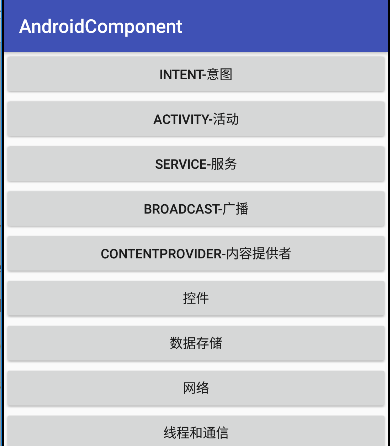 AndroidComponent
INTENT-意图
ACTIVITY-活动
SERVICE-服务
BROADCAST-广播
CONTENTPROVIDER-内容提供者
控件
数据存储
网络
线程和通信